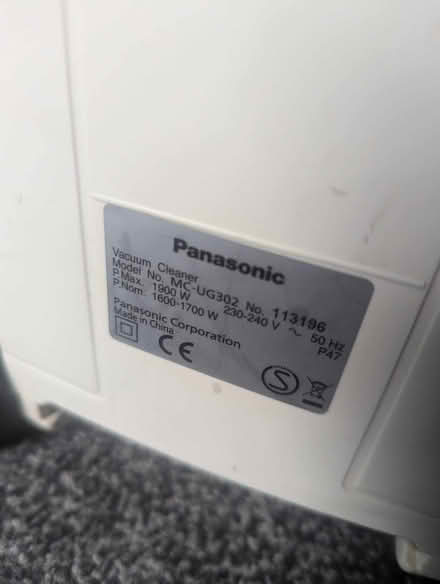 Panasonic
Vacuum Cleaner
Model No. MC-UG302 No. 113196
P.Max. 1900 W 230-240 V ~ 50 Hz
P.Nom: 1600-1700 W P47
Panasonic Corporation
Made in China
CE
S